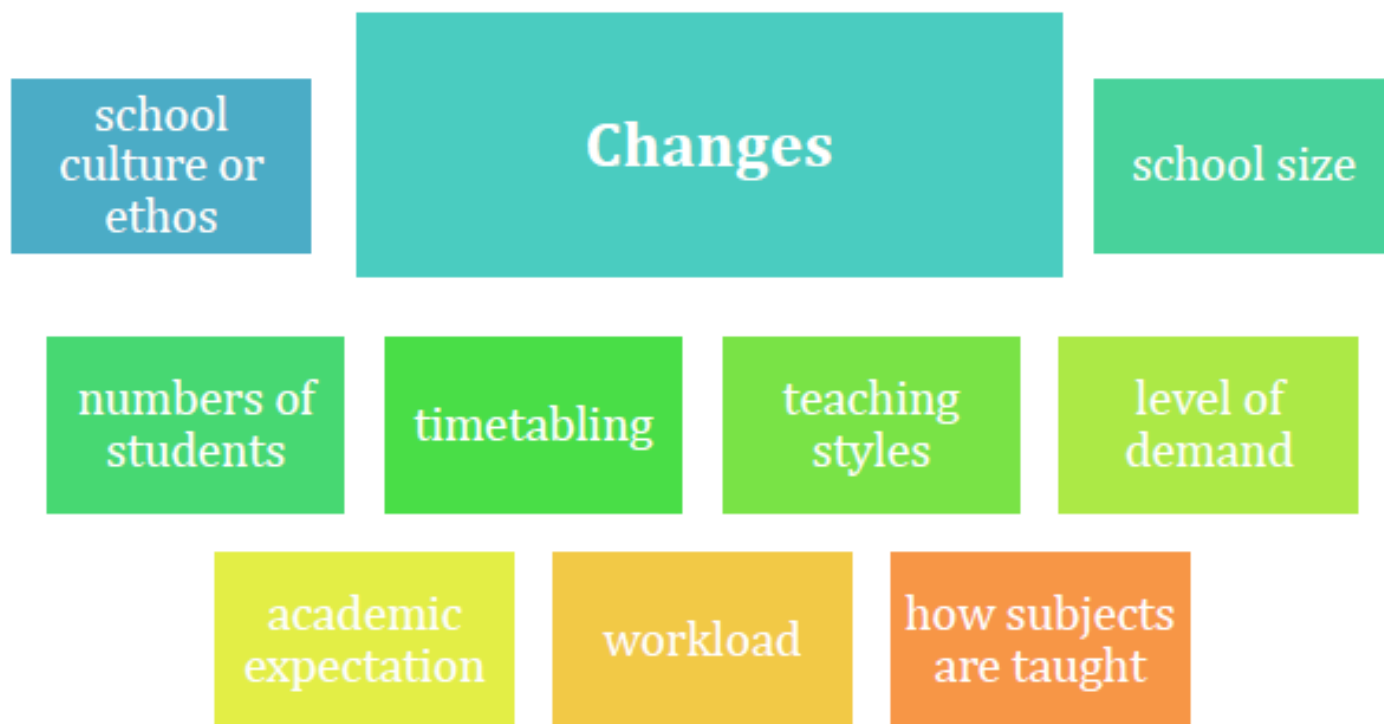 school
culture or
ethos
Changes
school size
numbers of
students
timetabling
teaching
styles
level of
demand
academic
expectation
workload
how subjects
are taught